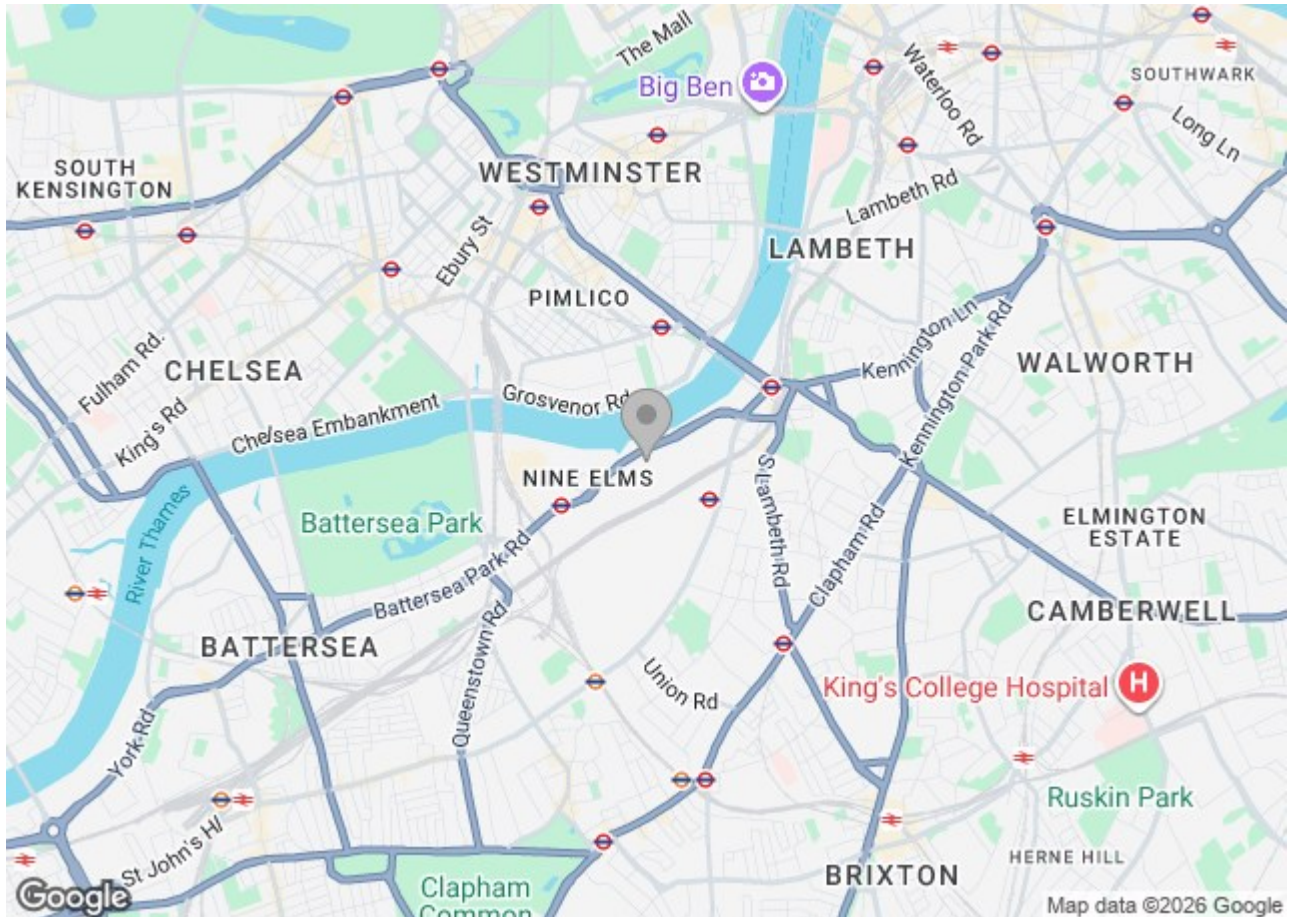 The Mall
Big Ben
Waterloo Rd
SOUTHWARK
Long Ln
SOUTH
KENSINGTON
WESTMINSTER
Ebury St
Lambeth Rd
LAMBETH
PIMLICO
Fulham Rd.
King's Rd
CHELSEA
Chelsea Embankment
Grosvenor Rd
Kennington Ln
Kennington Park Rd
WALWORTH
NINE ELMS
River Thames
Battersea Park
Battersea Park Rd
S Lambeth Rd
Clapham Rd
ELMINGTON
ESTATE
CAMBERWELL
BATTERSEA
Queenstown Rd
Union Rd
King's College Hospital
H
York Rd
St John's Hl
Ruskin Park
HERNE HILL
BRIXTON
Clapham
Common
Google
Map data ©2026 Google